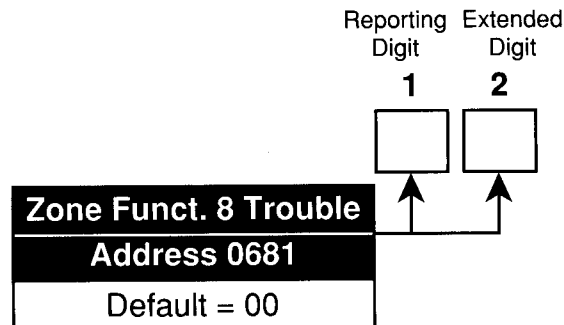 Reporting Extended
Digit Digit
1 2
Zone Funct. 8 Trouble
Address 0681
Default = 00